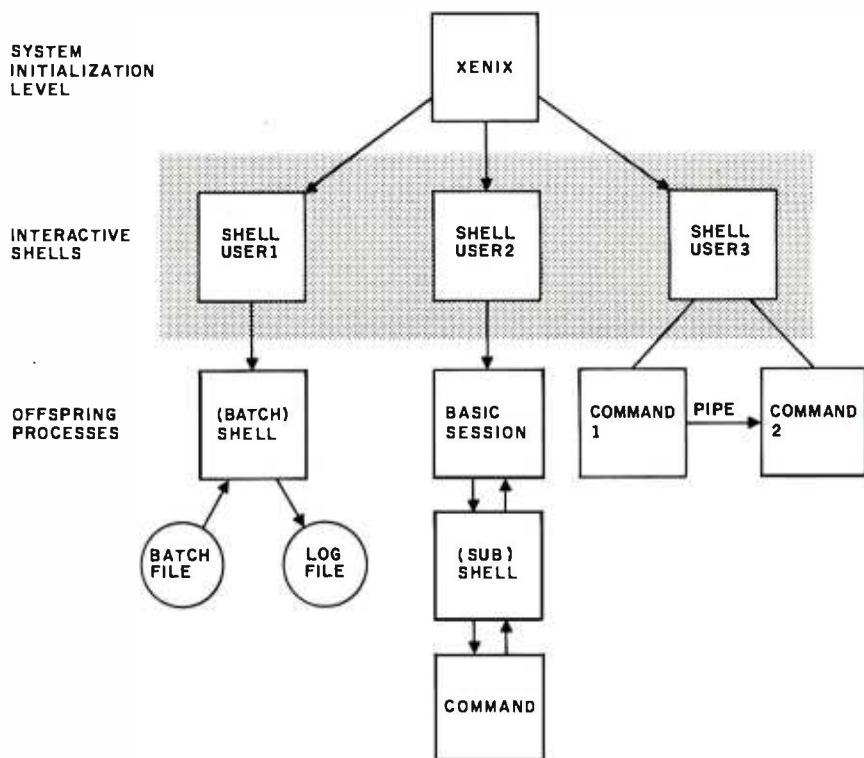 SYSTEM
INITIALIZATION
LEVEL
XENIX
INTERACTIVE
SHELLS
SHELL
USER1
SHELL
USER2
SHELL
USER3
OFFSPRING
PROCESSES
(BATCH)
SHELL
BASIC
SESSION
COMMAND
1
PIPE
COMMAND
2
BATCH
FILE
LOG
FILE
(SUB)
SHELL
COMMAND